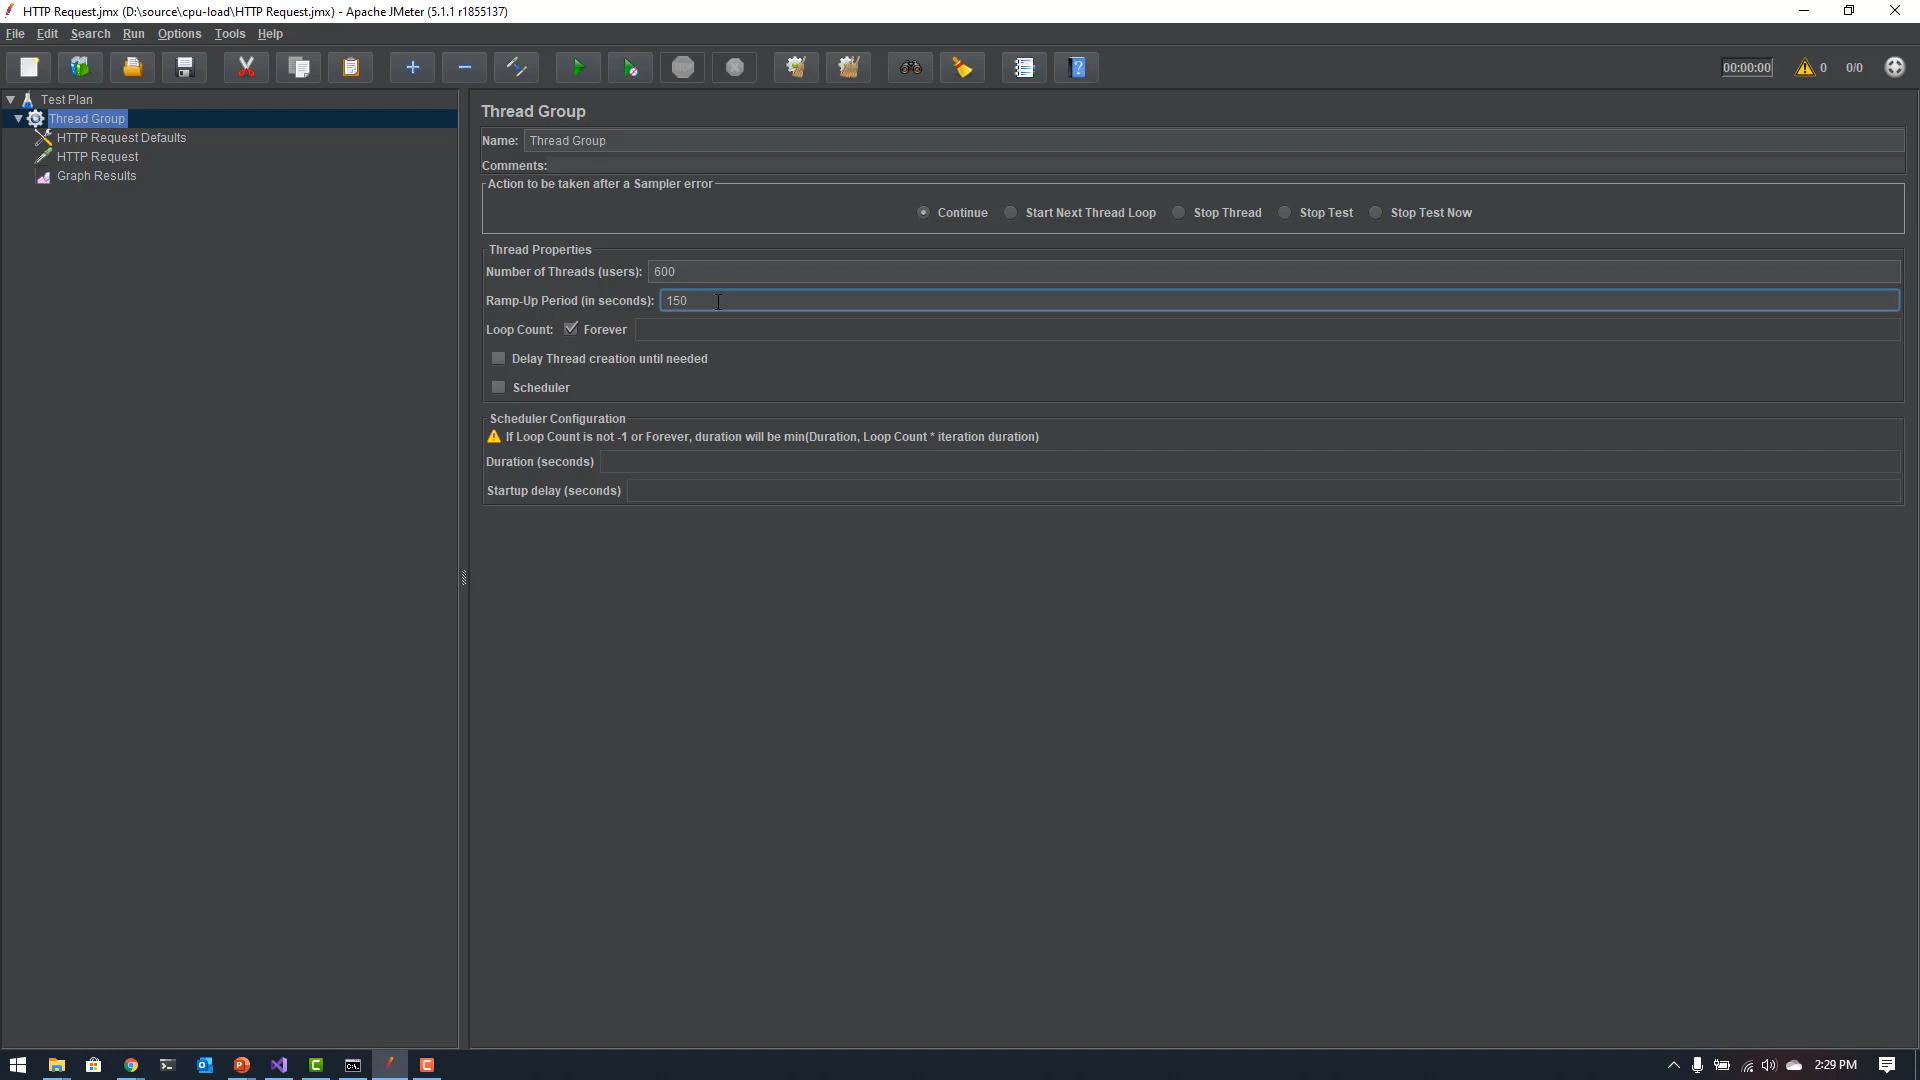 HTTP Request.jmx (D:\source\cpu-load\HTTP Request.jmx) - Apache JMeter (5.1.1 r1855137)
File Edit Search Run Options Tools Help
00:00:00 0 0/0
Test Plan
Thread Group
HTTP Request Defaults
HTTP Request
Graph Results
Thread Group
Name: Thread Group
Comments:
Action to be taken after a Sampler error
Continue Start Next Thread Loop Stop Thread Stop Test Stop Test Now
Thread Properties
Number of Threads (users): 600
Ramp-Up Period (in seconds): 150
Loop Count: Forever
Delay Thread creation until needed
Scheduler
Scheduler Configuration
If Loop Count is not -1 or Forever, duration will be min(Duration, Loop Count * iteration duration)
Duration (seconds)
Startup delay (seconds)
2:29 PM